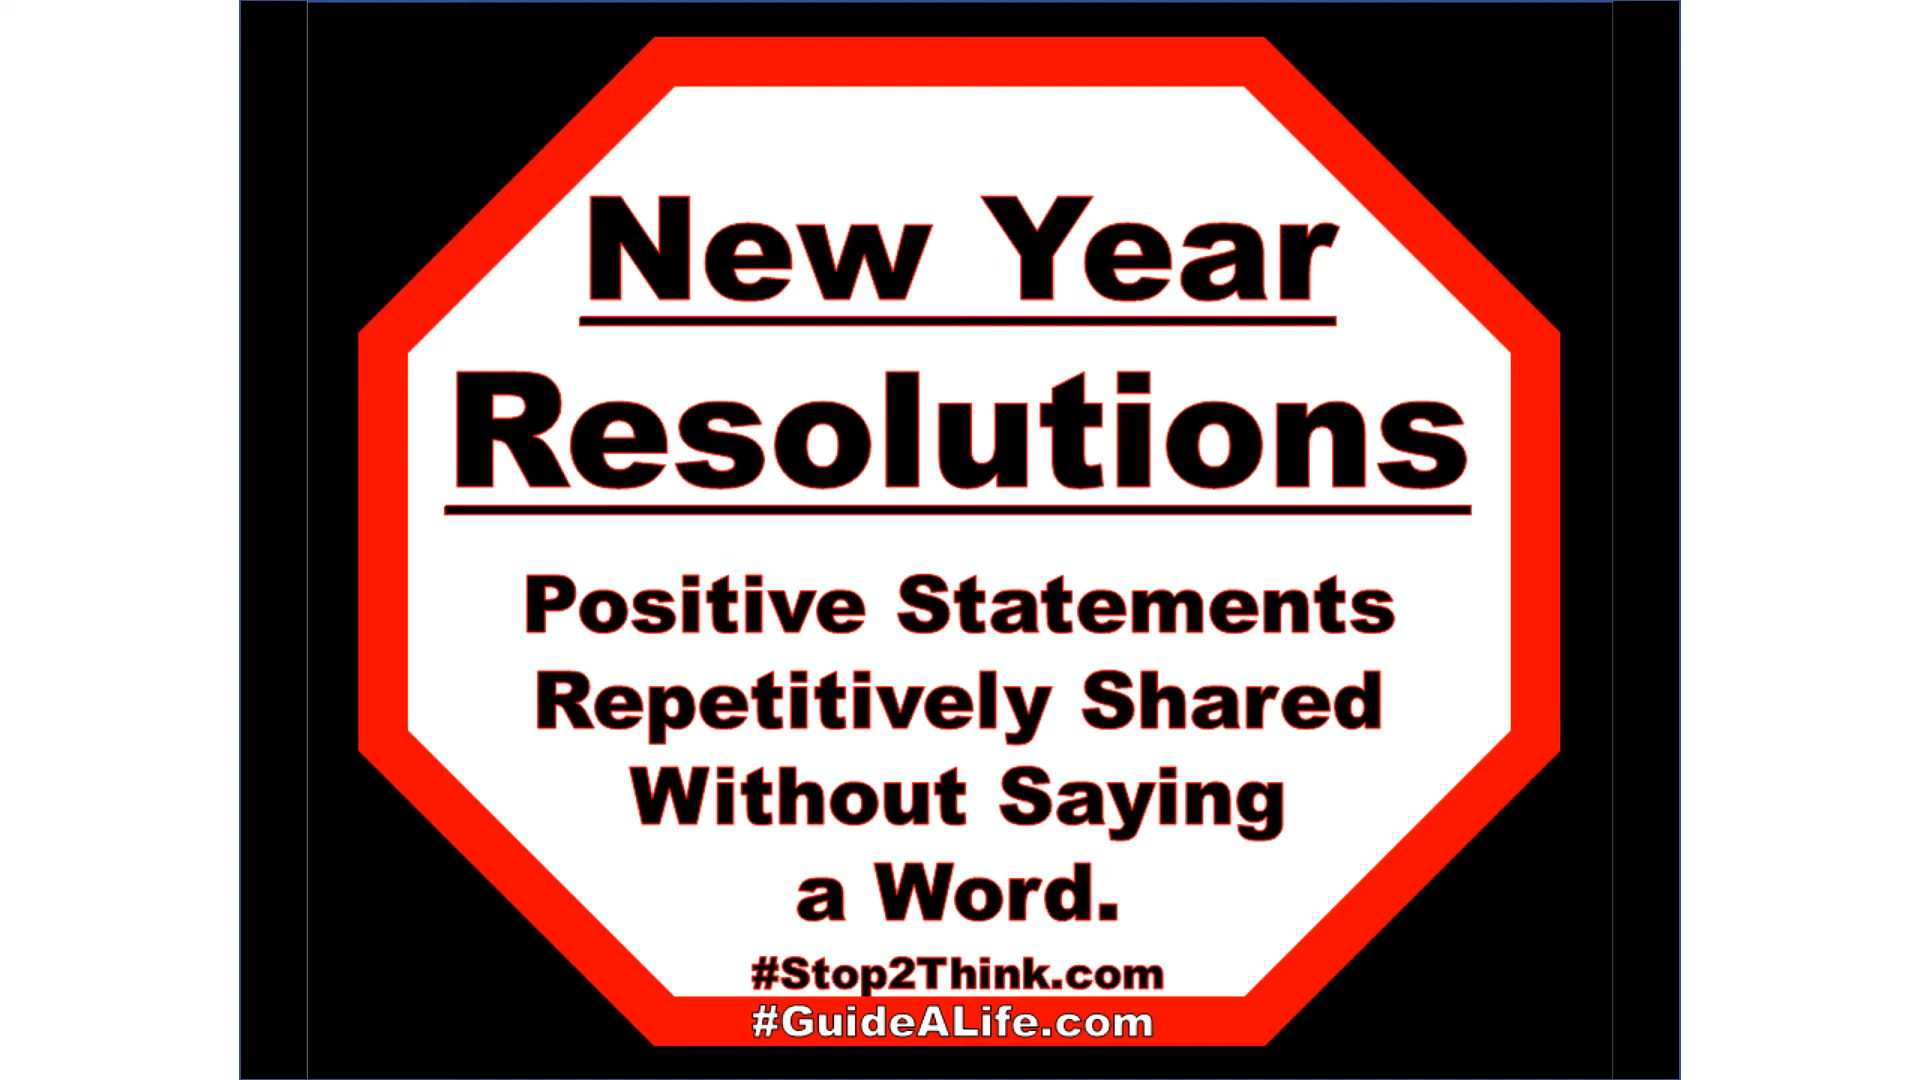 New Year
Resolutions
Positive Statements
Repetitively Shared
Without Saying
a Word.
#Stop2Think.com
#GuideALife.com